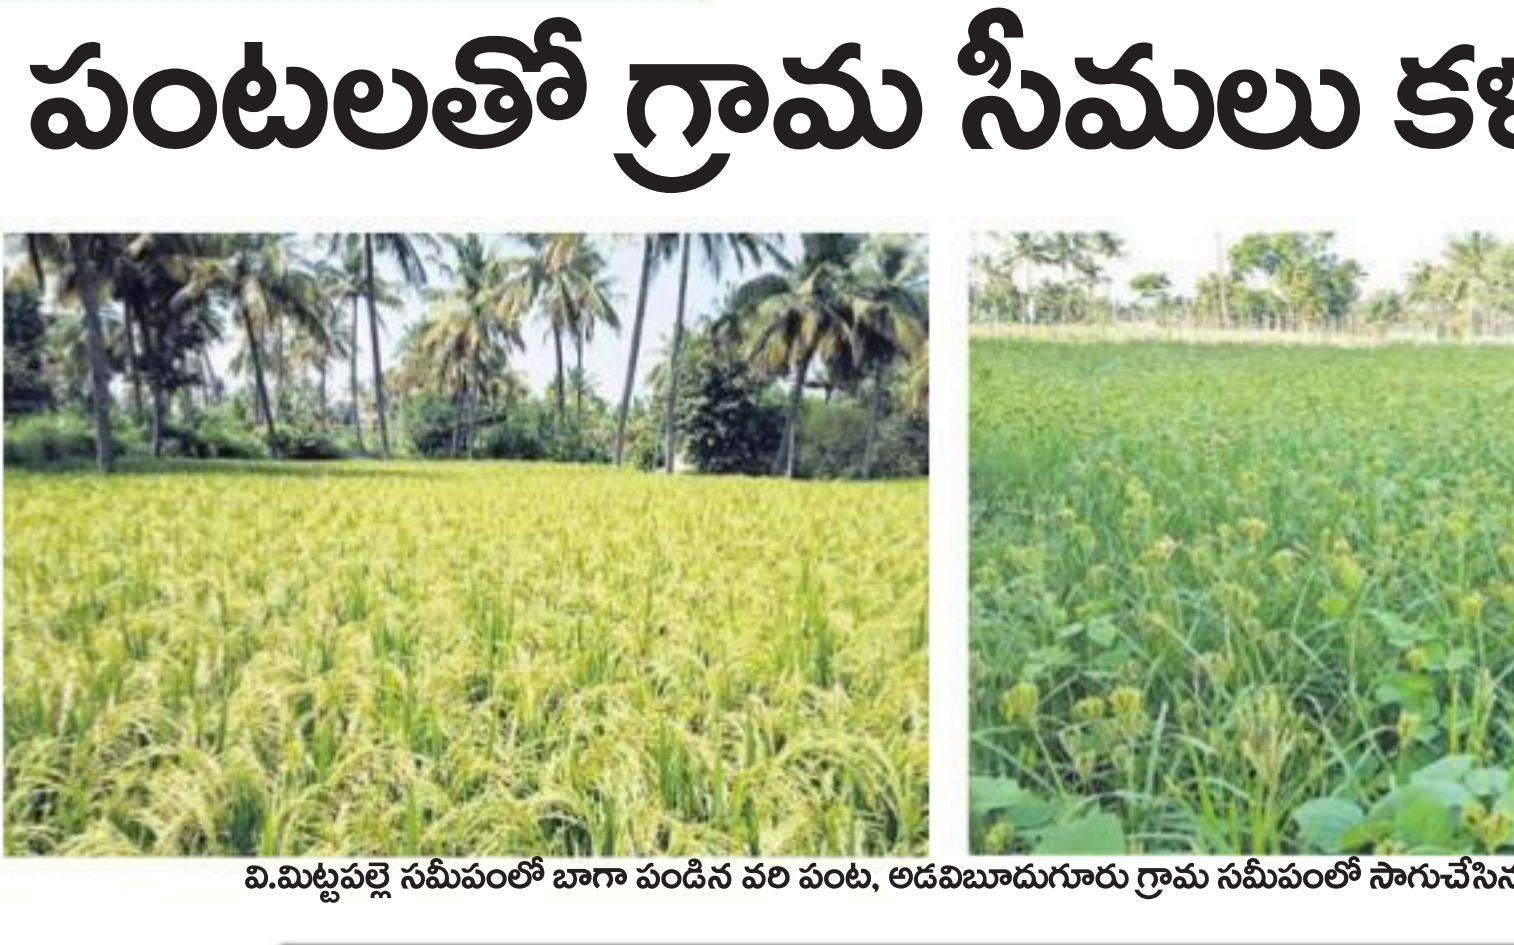 పంటలతో గ్రామ సీమలు
వి.మిట్టపల్లె సమీపంలో బాగా పండిన వరి పంట, అడవిబూదుగూరు గ్రామ సమీపంలో సాగుచేసిన